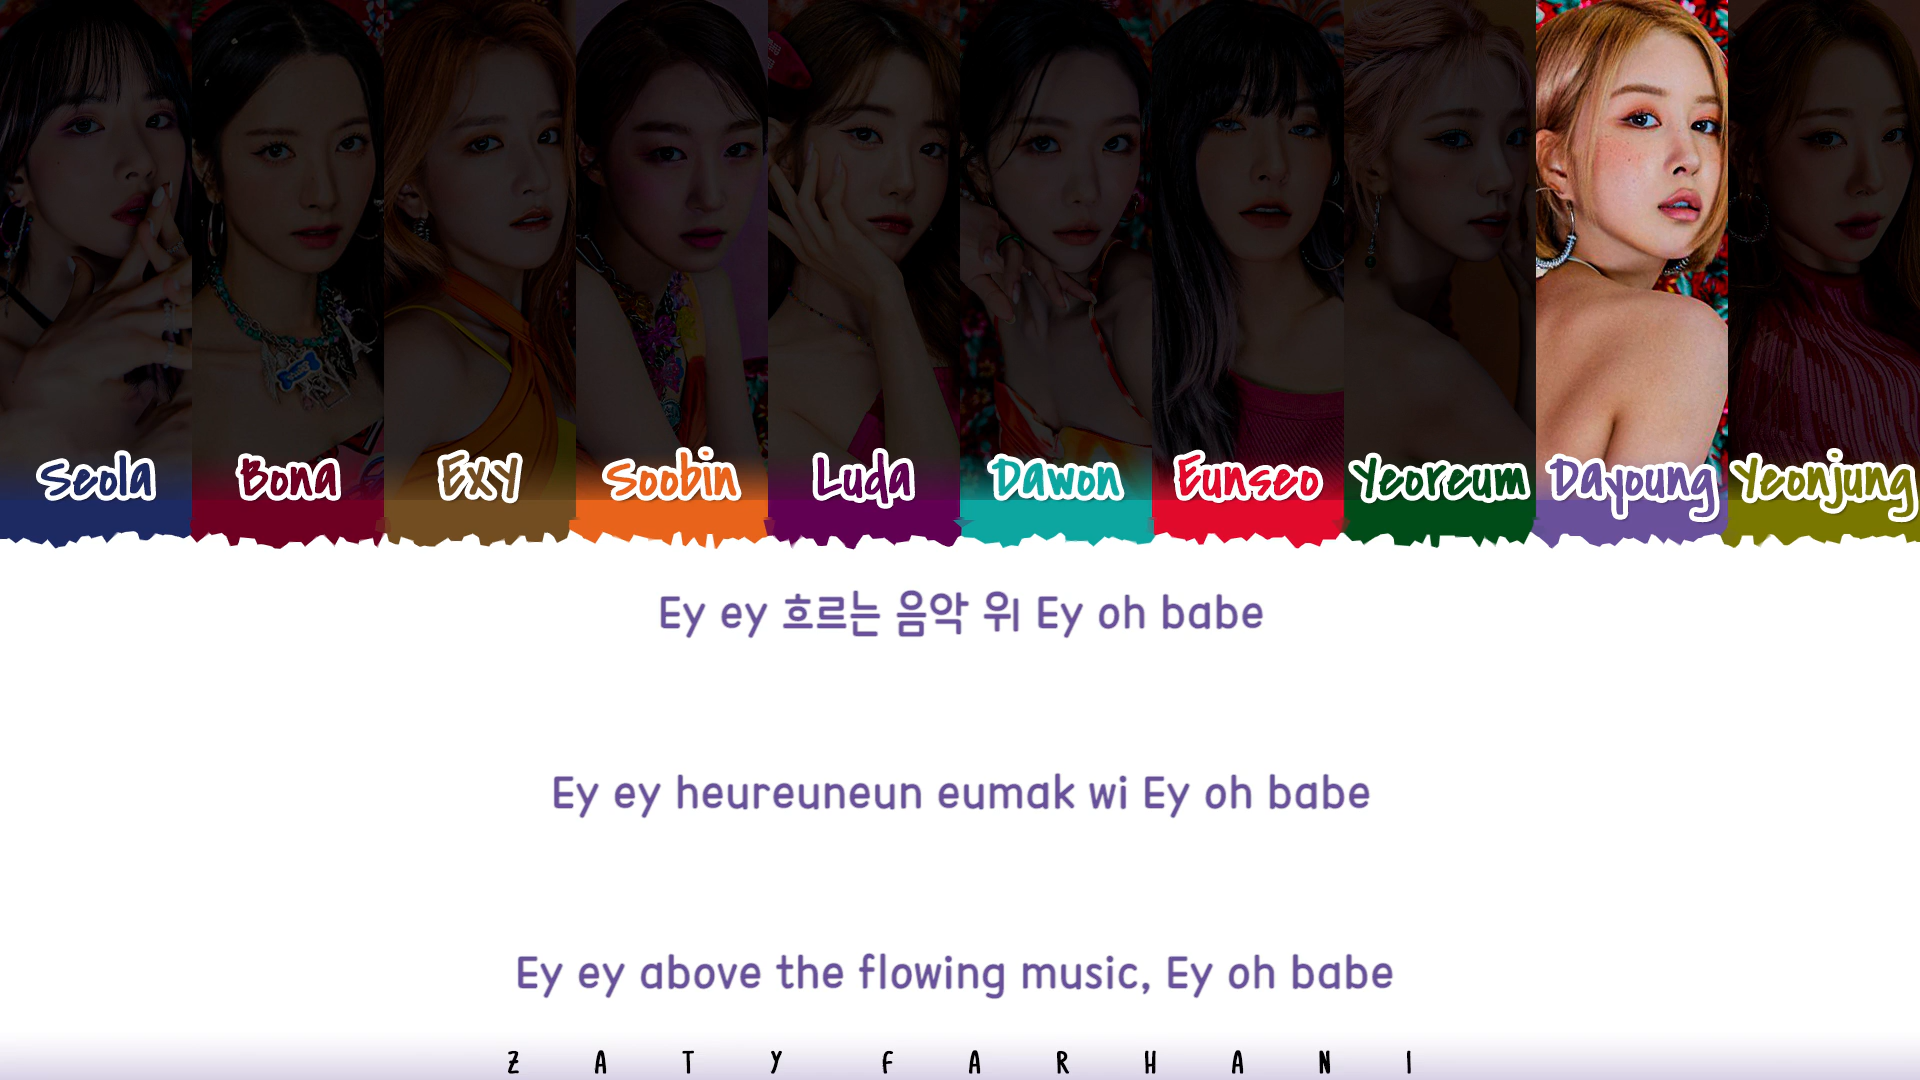 Seola Bona Exy Soobin Luda Dawon Eunseo Yeoreum Dayoung Yeonjung
Ey ey 흐르는 음악 위 Ey oh babe
Ey ey heureuneun eumak wi Ey oh babe
Ey ey above the flowing music, Ey oh babe
ZATY FARHANI